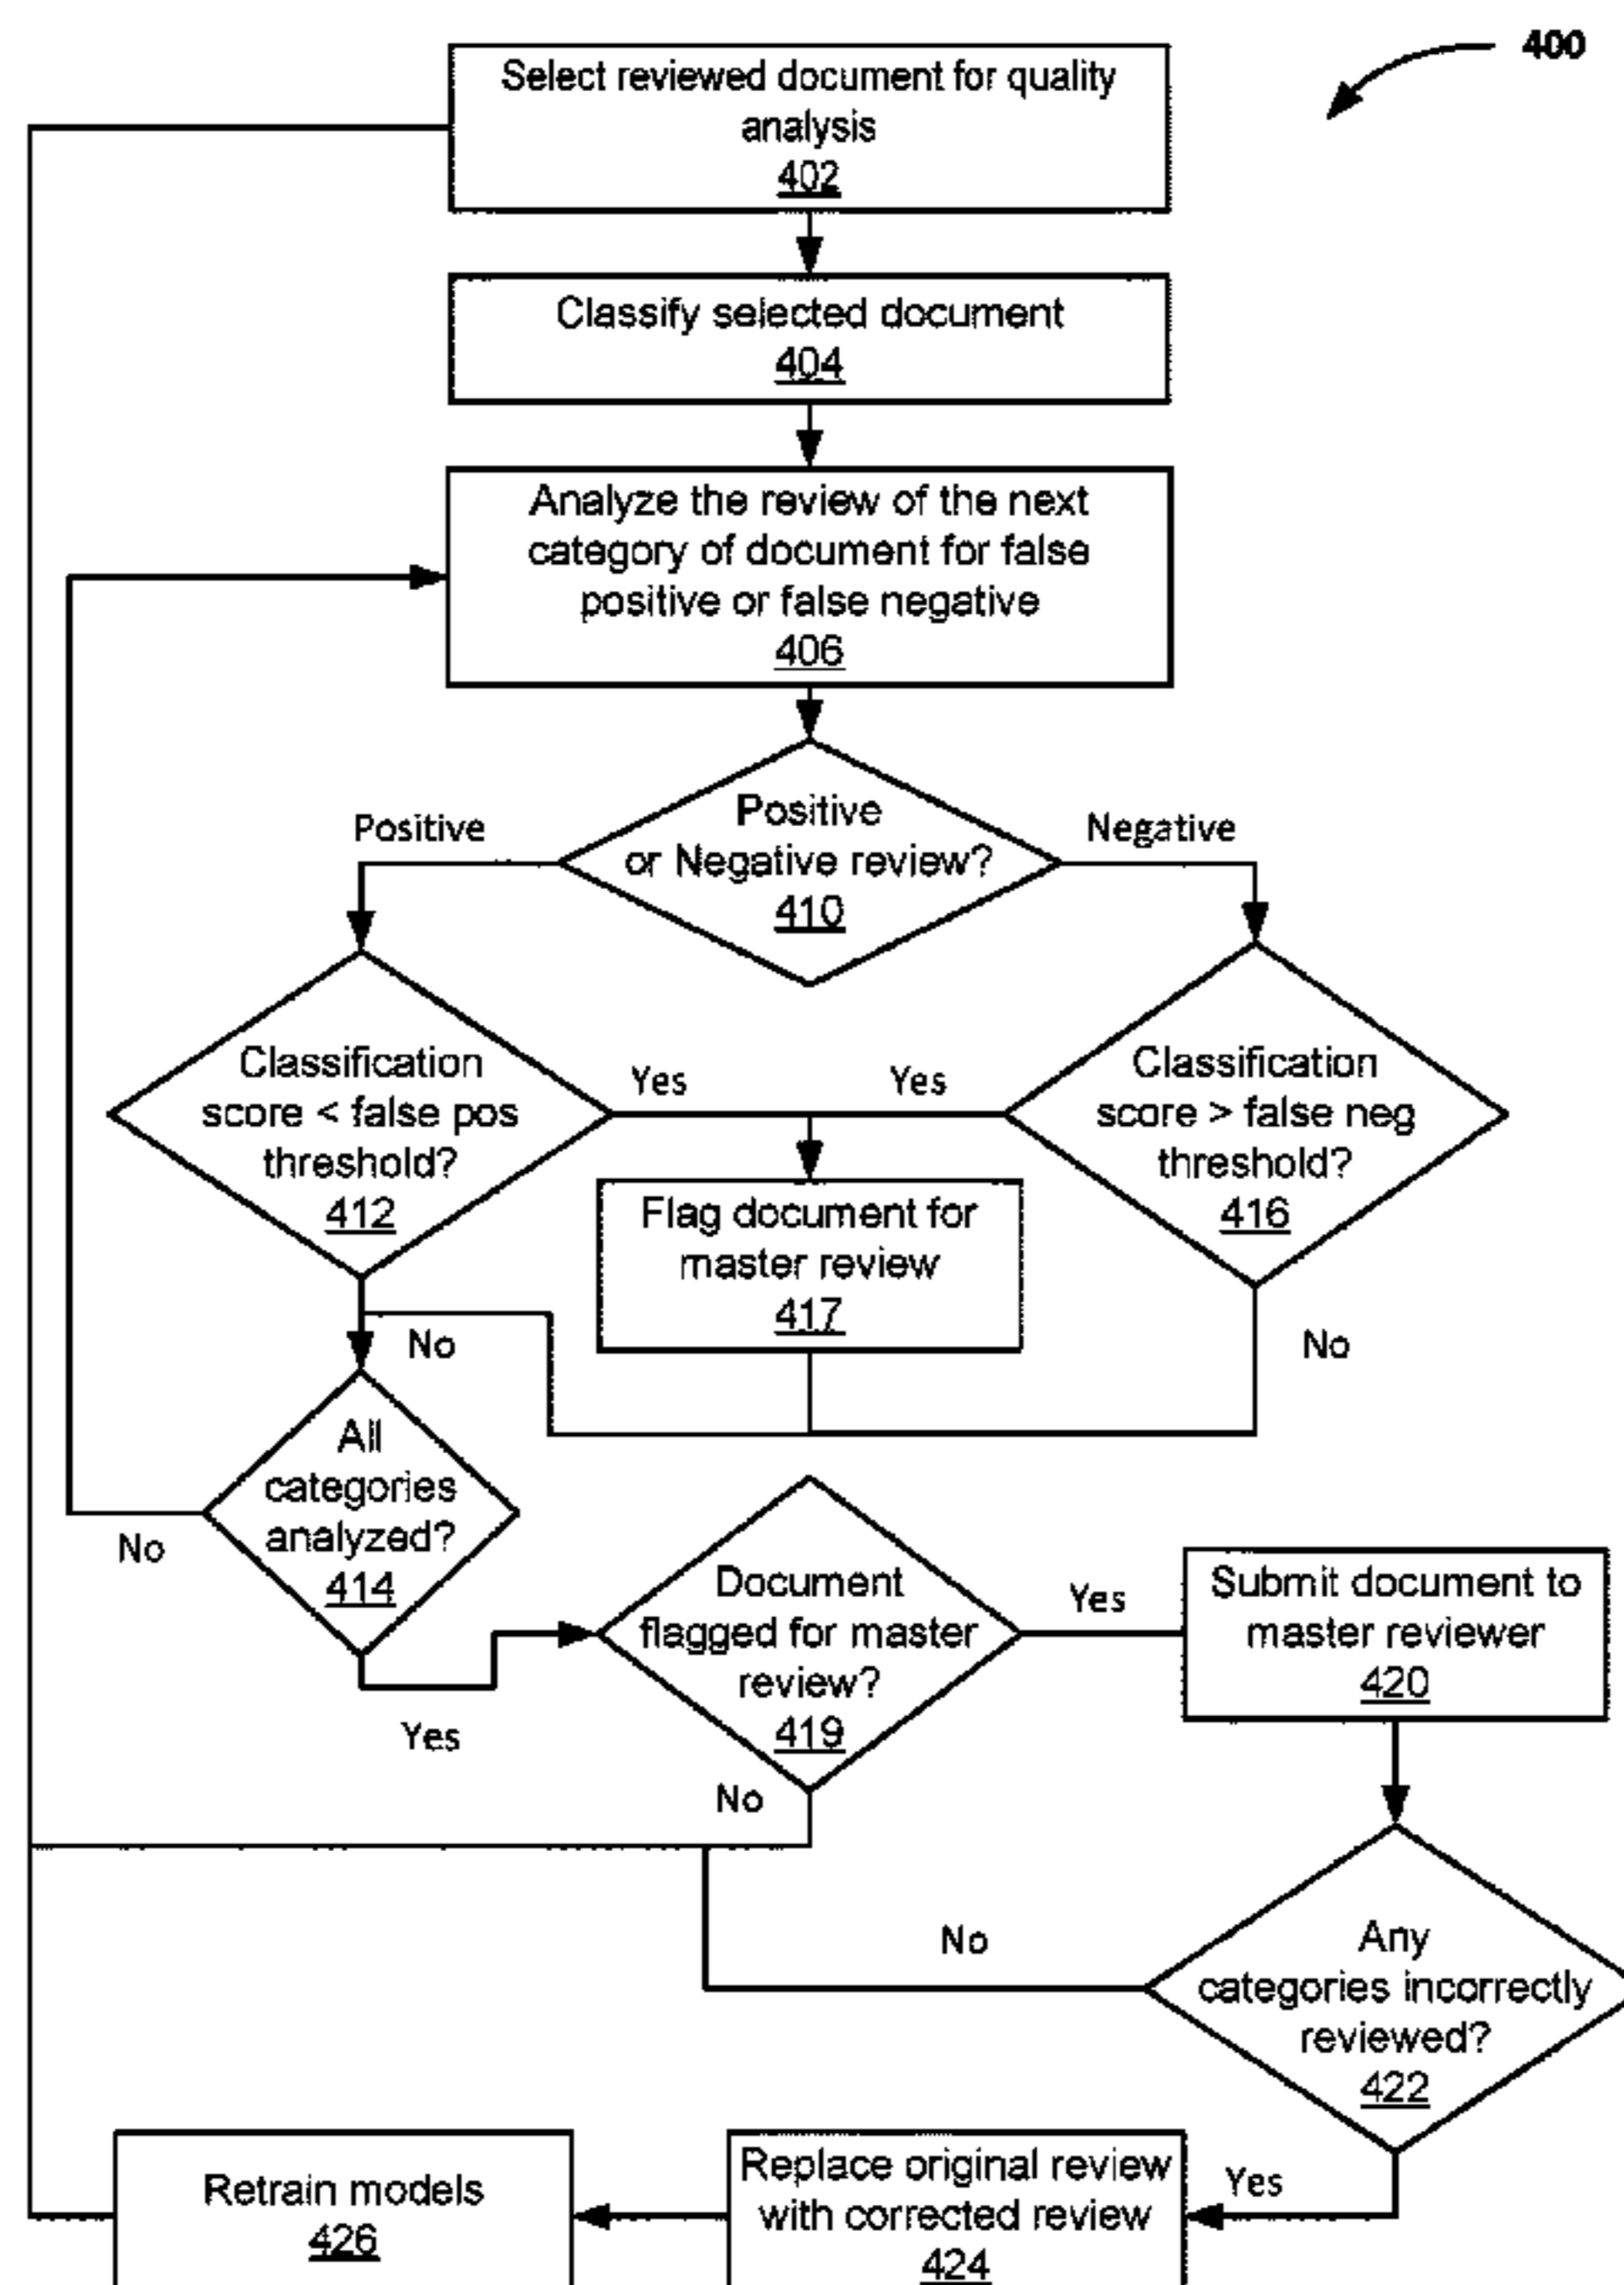 400
Select reviewed document for quality
analysis
402
Classify selected document
404
Analyze the review of the next
category of document for false
positive or false negative
406
Positive
or Negative review?
410
Positive
Negative
Classification
score < false pos
threshold?
412
Yes
Yes
Classification
score > false neg
threshold?
416
Flag document for
master review
417
No
No
All
categories
analyzed?
414
No
Yes
Document
flagged for master
review?
419
Yes
No
Submit document to
master reviewer
420
No
Any
categories incorrectly
reviewed?
422
Yes
Replace original review
with corrected review
424
Retrain models
426